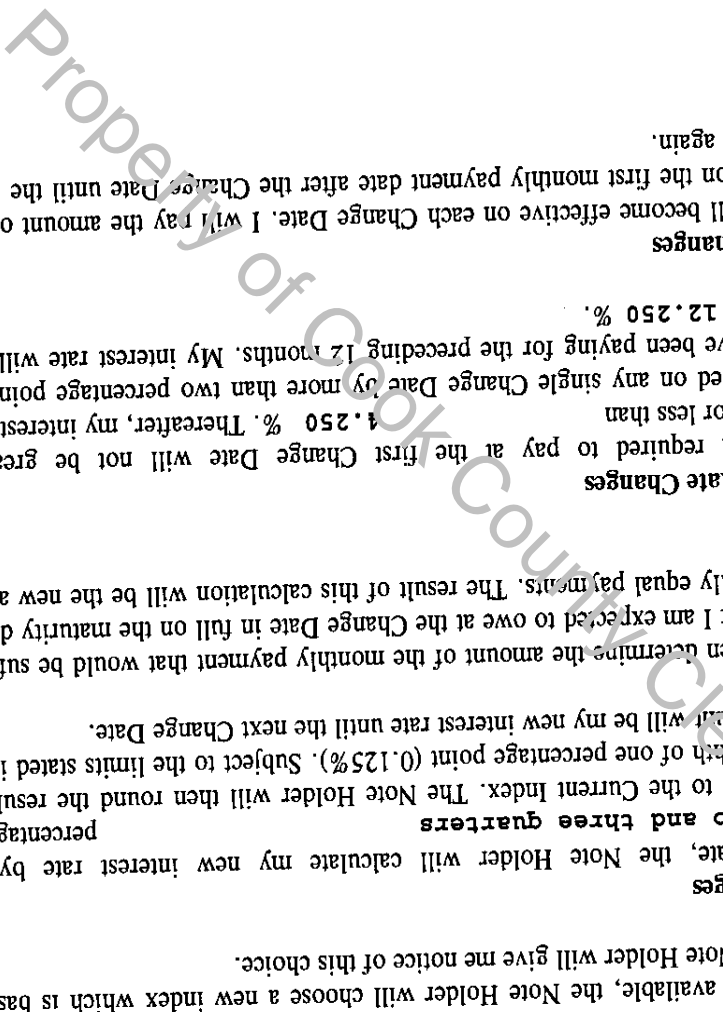 available, the Note Holder will choose a new index which is bas
Note Holder will give me notice of this choice.
ges
ate, the Note Holder will calculate my new interest rate by
o and three quarters percentag
to the Current Index. The Note Holder will then round the resul
hth of one percentage point (0.125%). Subject to the limits stated i
unt will be my new interest rate until the next Change Date.
en determine the amount of the monthly payment that would be suf
t I am expected to owe at the Change Date in full on the maturity d
ly equal payments. The result of this calculation will be the new a
ate Changes
required to pay at the first Change Date will not be grea
or less than 4.250 %. Thereafter, my interest
ed on any single Change Date by more than two percentage poin
ve been paying for the preceding 12 months. My interest rate will
12.250 %.
hanges
ll become effective on each Change Date. I will pay the amount o
on the first monthly payment date after the Change Date until the
again.
Property of Cook County Cle